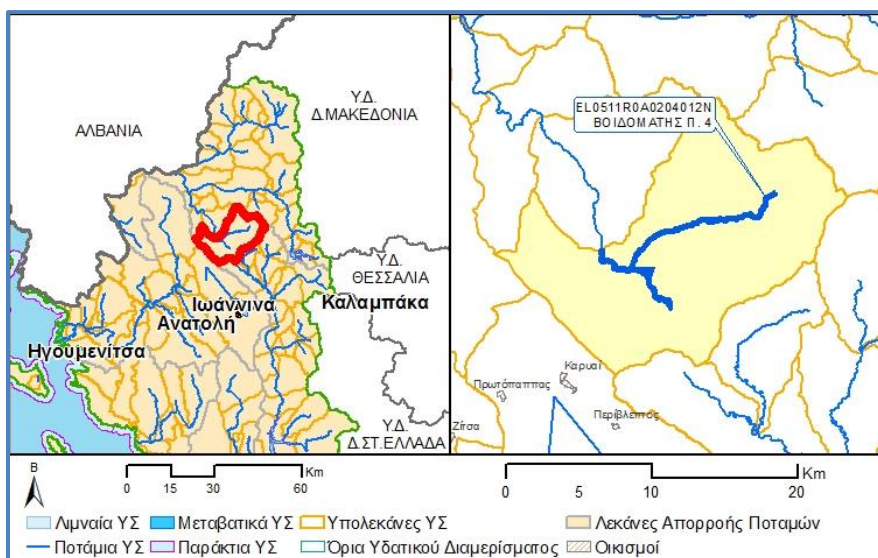 Υ.Δ.
Δ.ΜΑΚΕΔΟΝΙΑ
ΑΛΒΑΝΙΑ
Υ.Δ.
ΘΕΣΣΑΛΙΑ
Καλαμπάκα
Ιωάννινα
Ανατολή
Ηγουμενίτσα
Υ.Δ.
Δ.ΣΤ.ΕΛΛΑΔΑ
EL0511R0A0204012N
ΒΟΙΔΟΜΑΤΗΣ Π. 4
Καρυαί
Πρωτόπαππας
Περίβλεπτος
Ζίτσα
Β
Km
0 15 30 60
Km
0 5 10 20
Λιμναία ΥΣ
Μεταβατικά ΥΣ
Υπολεκάνες ΥΣ
Λεκάνες Απορροής Ποταμών
Ποτάμια ΥΣ
Παράκτια ΥΣ
Όρια Υδατικού Διαμερίσματος
Οικισμοί